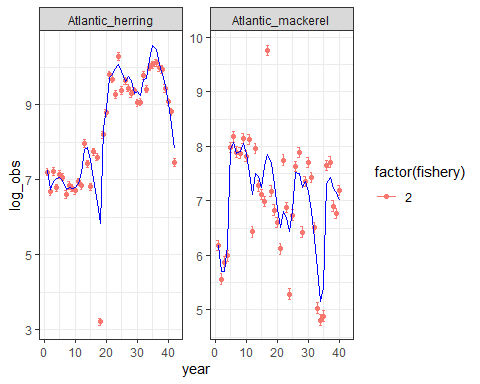 Atlantic_herring
Atlantic_mackerel
9
7
5
3
10
9
8
7
6
5
0 10 20 30 40
0 10 20 30 40
log_obs
year
factor(fishery)
2